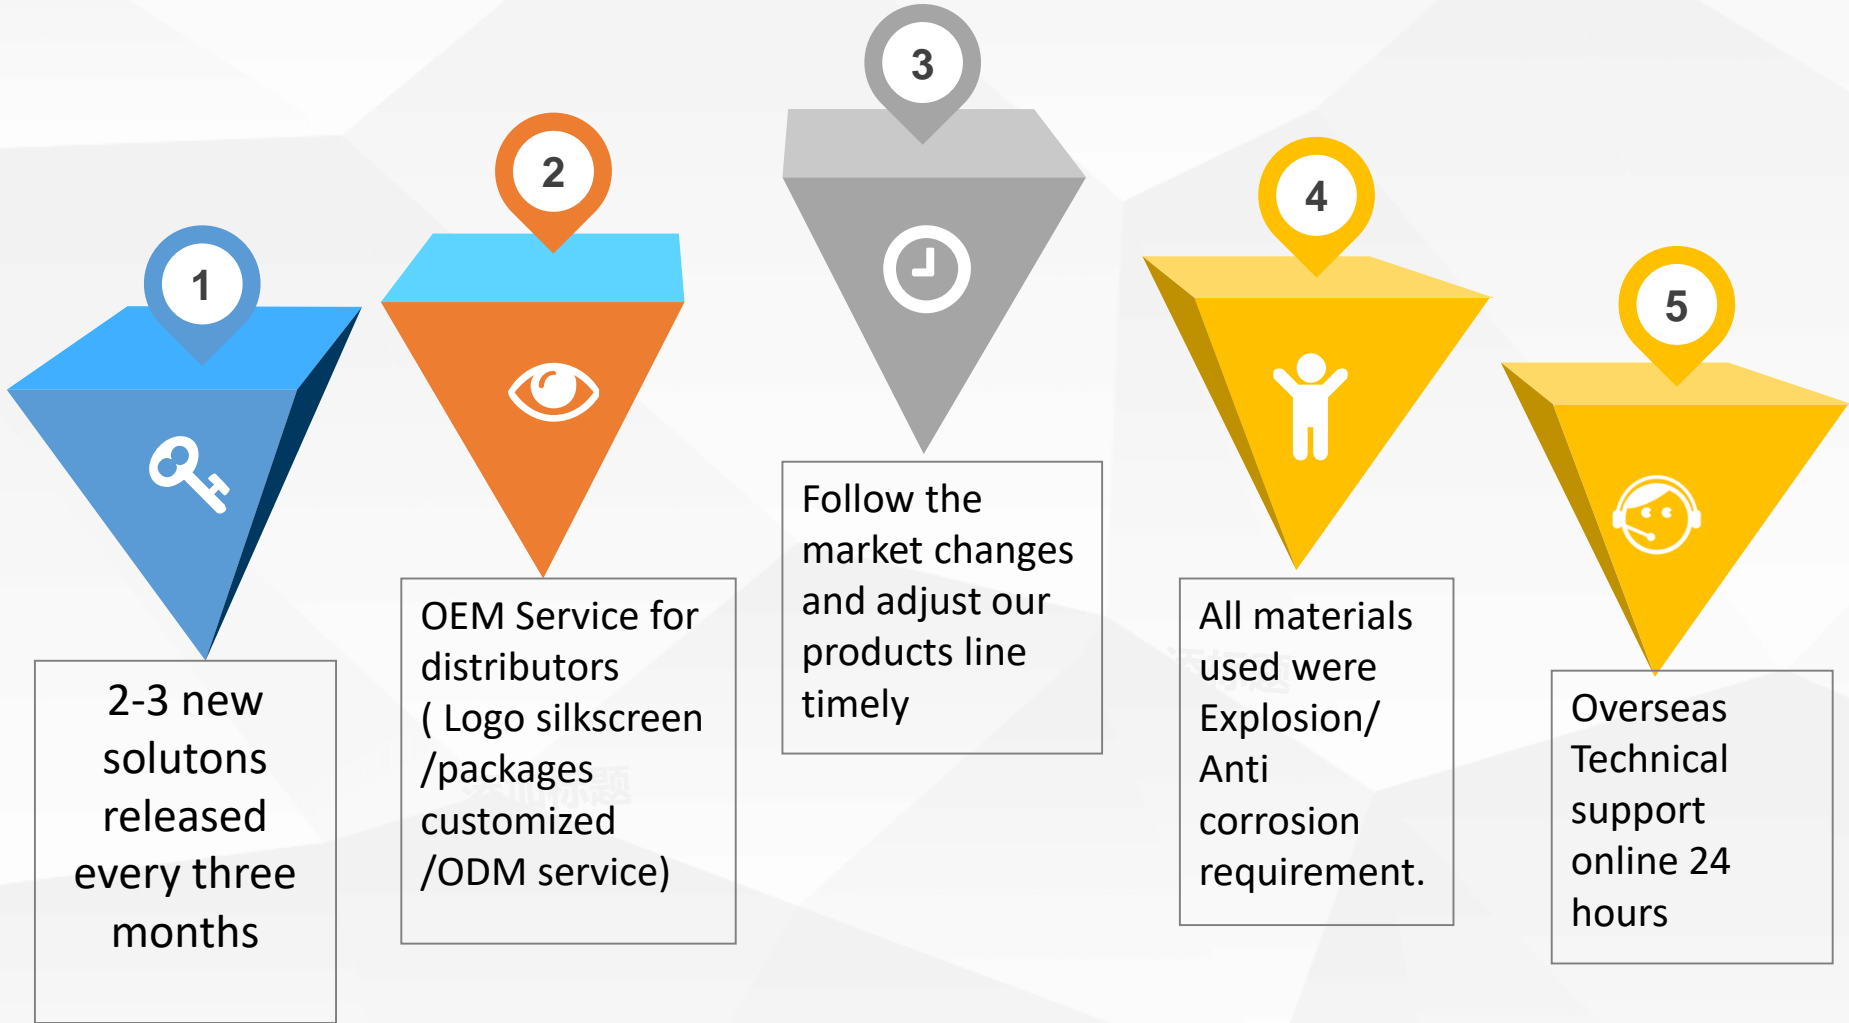 1
2-3 new
solutons
released
every three
months
2
OEM Service for
distributors
( Logo silkscreen
/packages
customized
/ODM service)
3
Follow the
market changes
and adjust our
products line
timely
4
All materials
used were
Explosion/
Anti
corrosion
requirement.
5
Overseas
Technical
support
online 24
hours